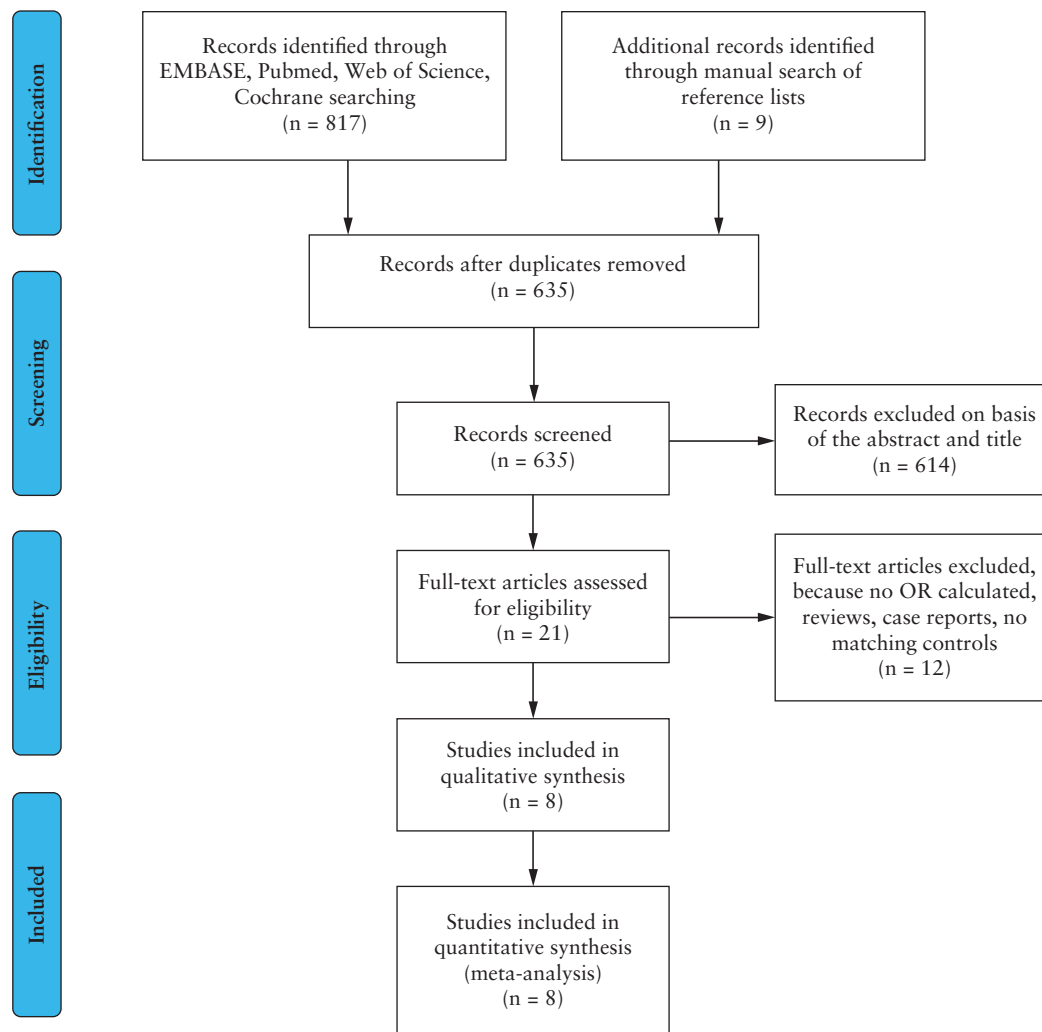 Identification
Records identified through
EMBASE, Pubmed, Web of Science,
Cochrane searching
(n = 817)
Additional records identified
through manual search of
reference lists
(n = 9)
Records after duplicates removed
(n = 635)
Screening
Records screened
(n = 635)
Records excluded on basis
of the abstract and title
(n = 614)
Eligibility
Full-text articles assessed
for eligibility
(n = 21)
Full-text articles excluded,
because no OR calculated,
reviews, case reports, no
matching controls
(n = 12)
Studies included in
qualitative synthesis
(n = 8)
Included
Studies included in
quantitative synthesis
(meta-analysis)
(n = 8)